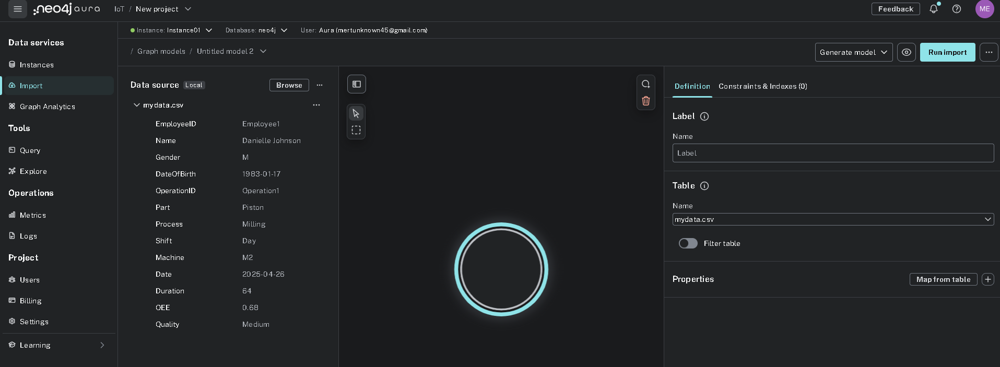 neo4j aura IoT / New project Feedback ME
Instance: Instance01 Database: neo4j User: Aura (mertunknown45@gmail.com)
/ Graph models / Untitled model 2 Generate model Run import ...
Data services
Instances
Import
Graph Analytics
Tools
Query
Explore
Operations
Metrics
Logs
Project
Users
Billing
Settings
Learning
Data source Local Browse ...
mydata.csv ...
EmployeeID Employee1
Name Danielle Johnson
Gender M
DateOfBirth 1983-01-17
OperationID Operation1
Part Piston
Process Milling
Shift Day
Machine M2
Date 2025-04-26
Duration 64
OEE 0.68
Quality Medium
Definition Constraints & Indexes (0)
Label
Name
Label
Table
Name
mydata.csv
Filter table
Properties Map from table +